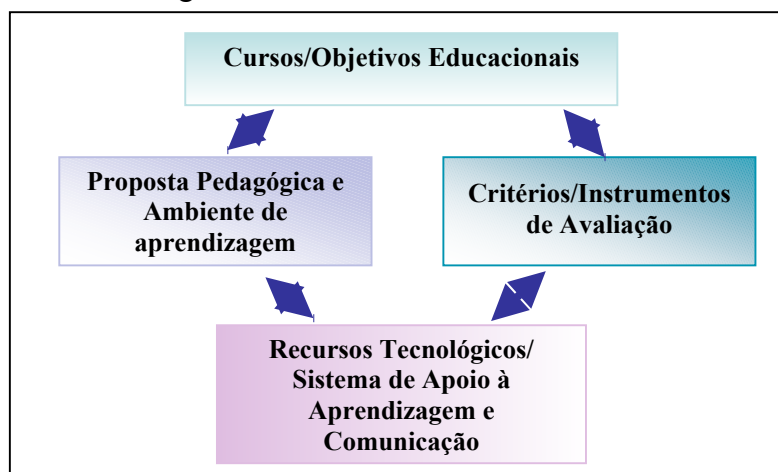 Cursos/Objetivos Educacionais
Proposta Pedagógica e
Ambiente de
aprendizagem
Critérios/Instrumentos
de Avaliação
Recursos Tecnológicos/
Sistema de Apoio à
Aprendizagem e
Comunicação